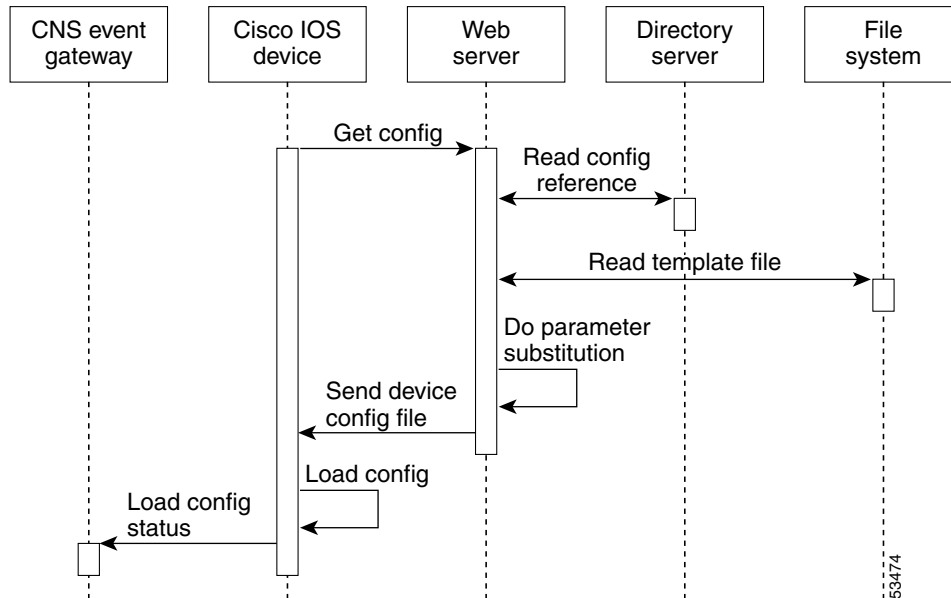 CNS event
gateway
Cisco IOS
device
Web
server
Directory
server
File
system
Get config
Read config
reference
Read template file
Do parameter
substitution
Send device
config file
Load config
Load config
status
53474